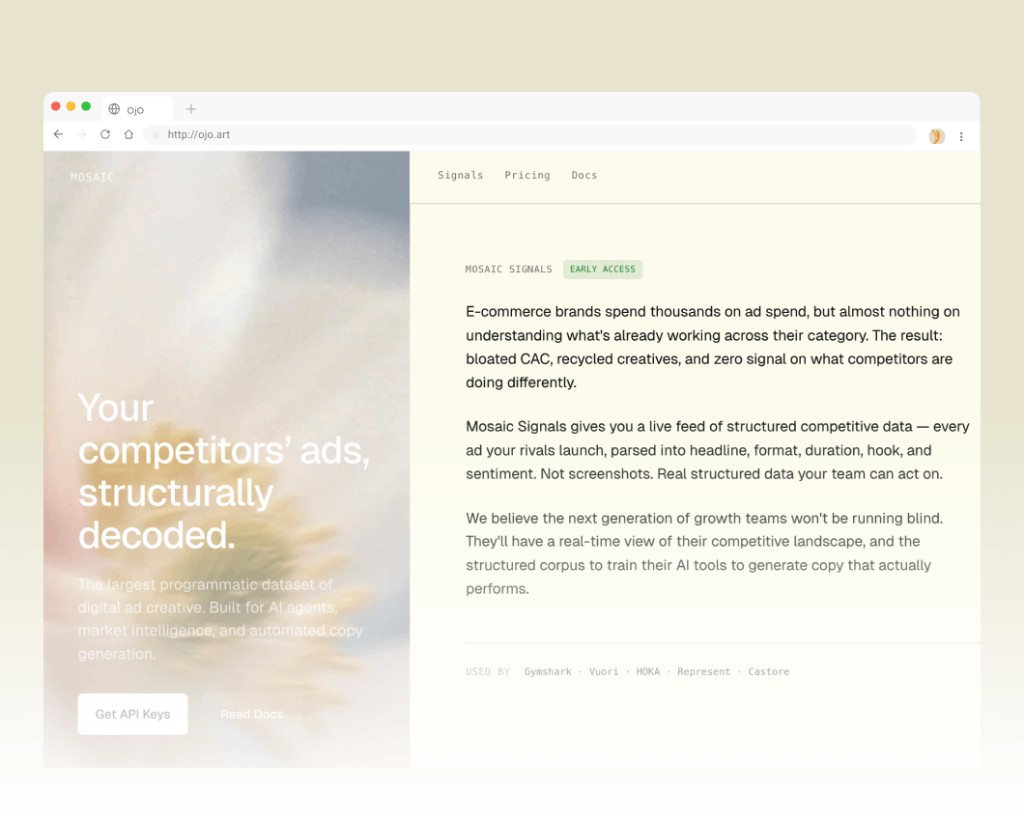 ojo
http://ojo.art
MOSAIC
Your
competitors’ ads,
structurally
decoded.
The largest programmatic dataset of
digital ad creative. Built for AI agents,
market intelligence, and automated copy
generation.
Get API Keys
Read Docs
Signals
Pricing
Docs
MOSAIC SIGNALS
EARLY ACCESS
E-commerce brands spend thousands on ad spend, but almost nothing on
understanding what's already working across their category. The result:
bloated CAC, recycled creatives, and zero signal on what competitors are
doing differently.
Mosaic Signals gives you a live feed of structured competitive data — every
ad your rivals launch, parsed into headline, format, duration, hook, and
sentiment. Not screenshots. Real structured data your team can act on.
We believe the next generation of growth teams won't be running blind.
They'll have a real-time view of their competitive landscape, and the
structured corpus to train their AI tools to generate copy that actually
performs.
USED BY Gymshark · Vuori · HOKA · Represent · Castore